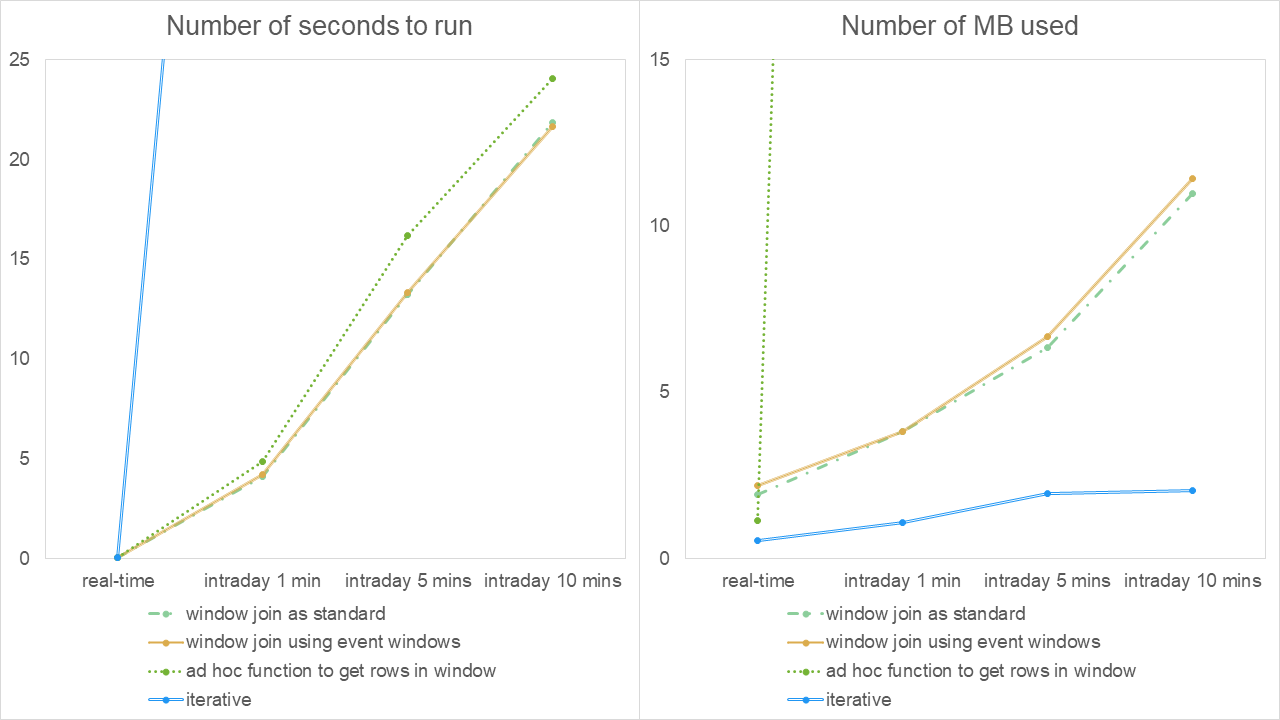 Number of seconds to run
25
20
15
10
5
0
real-time intraday 1 min intraday 5 mins intraday 10 mins
window join as standard
window join using event windows
ad hoc function to get rows in window
iterative
Number of MB used
15
10
5
0
real-time intraday 1 min intraday 5 mins intraday 10 mins
window join as standard
window join using event windows
ad hoc function to get rows in window
iterative